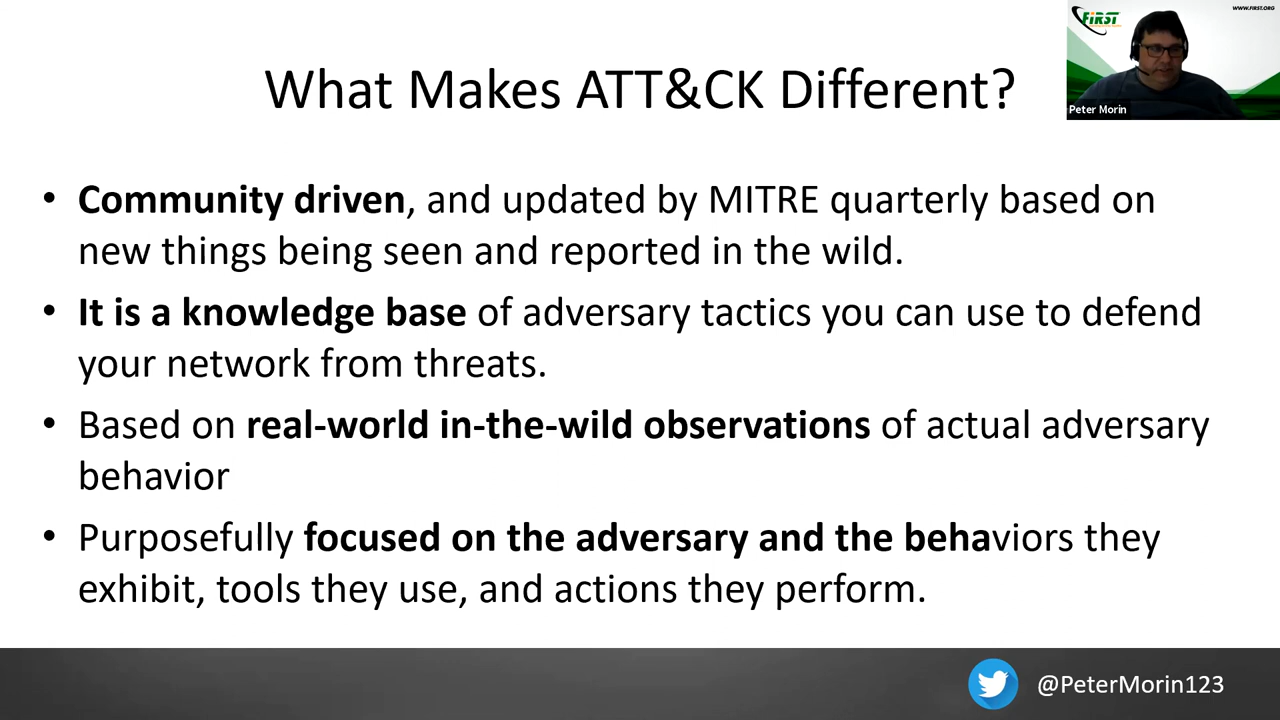 What Makes ATT&CK Different?
WWW.FIRST.ORG
FIRST
Peter Morin
• Community driven, and updated by MITRE quarterly based on
new things being seen and reported in the wild.
• It is a knowledge base of adversary tactics you can use to defend
your network from threats.
• Based on real-world in-the-wild observations of actual adversary
behavior
• Purposefully focused on the adversary and the behaviors they
exhibit, tools they use, and actions they perform.
@PeterMorin123